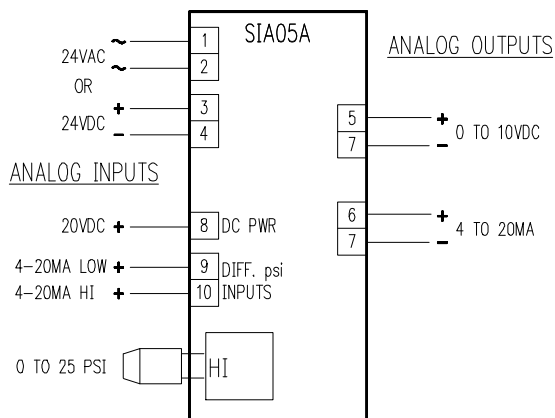 SIA05A
ANALOG OUTPUTS
~ 1
24VAC
~ 2
OR
+ 3
24VDC
- 4
5 + 0 TO 10VDC
7 -
ANALOG INPUTS
6 + 4 TO 20MA
7 -
20VDC + 8 DC PWR
4-20MA LOW + 9 DIFF. psi
4-20MA HI + 10 INPUTS
0 TO 25 PSI HI